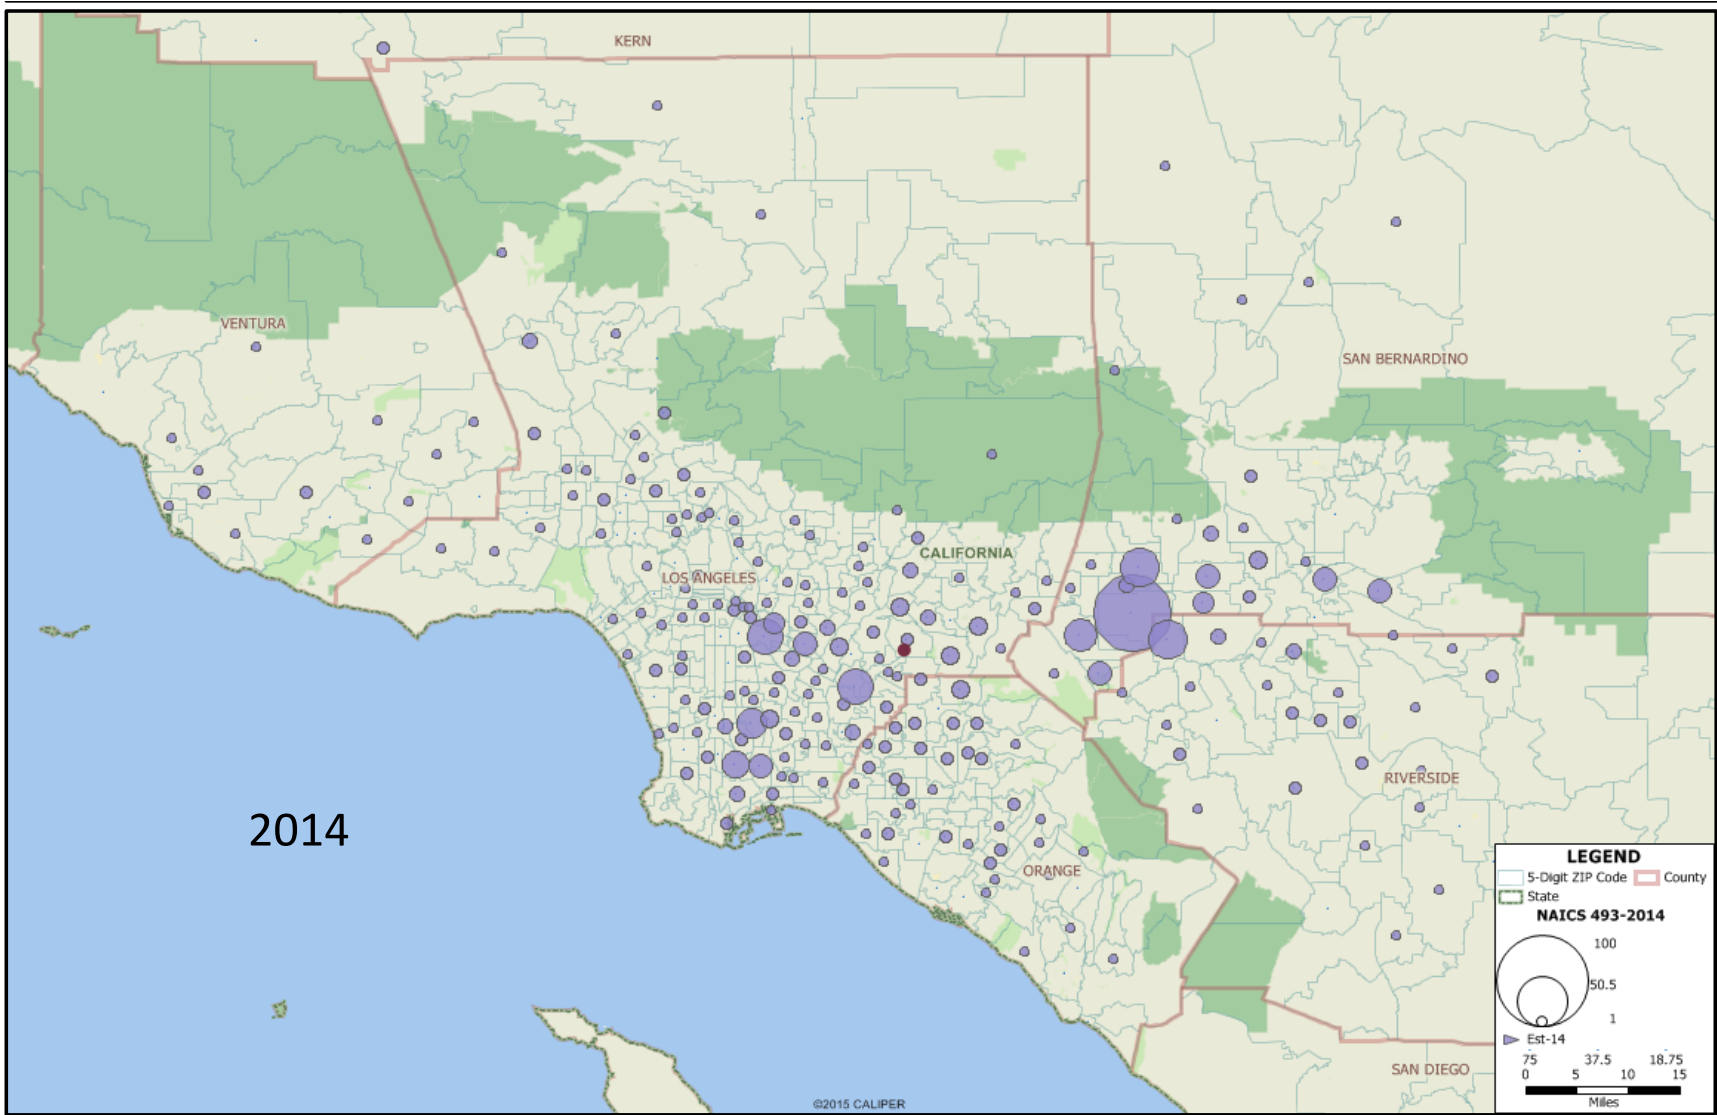 KERN
VENTURA
SAN BERNARDINO
CALIFORNIA
LOS ANGELES
RIVERSIDE
2014
ORANGE
SAN DIEGO
©2015 CALIPER
LEGEND
5-Digit ZIP Code County
State
NAICS 493-2014
100
50.5
1
Est-14
75 37.5 18.75
0 5 10 15
Miles